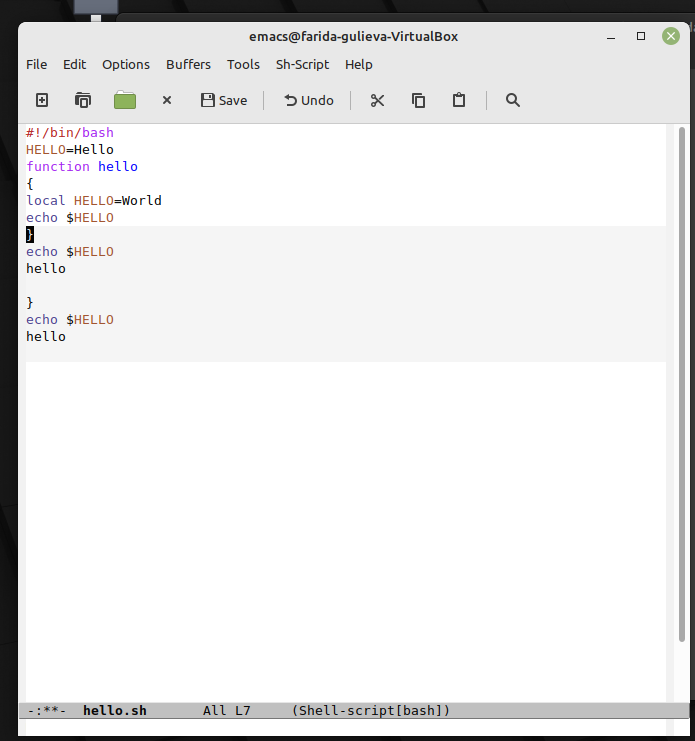 emacs@farida-gulieva-VirtualBox
File Edit Options Buffers Tools Sh-Script Help
Save Undo
#!/bin/bash
HELLO=Hello
function hello
{
local HELLO=World
echo $HELLO
}
echo $HELLO
hello
}
echo $HELLO
hello
-:**- hello.sh All L7 (Shell-script[bash])